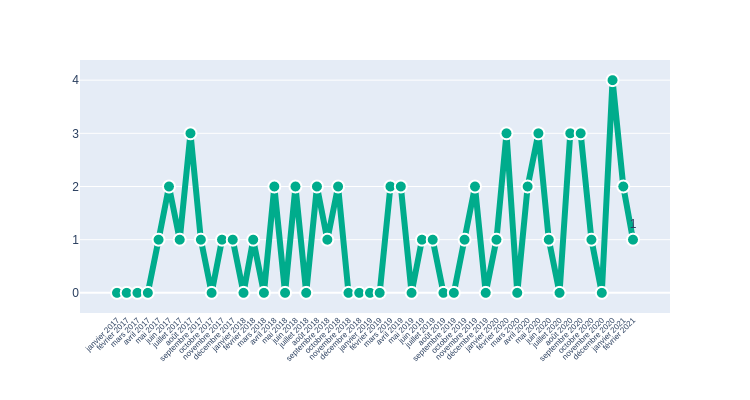 4
3
2
1
0
1
janvier 2017
février 2017
mars 2017
avril 2017
mai 2017
juin 2017
juillet 2017
août 2017
septembre 2017
octobre 2017
novembre 2017
décembre 2017
janvier 2018
février 2018
mars 2018
avril 2018
mai 2018
juin 2018
juillet 2018
août 2018
septembre 2018
octobre 2018
novembre 2018
décembre 2018
janvier 2019
février 2019
mars 2019
avril 2019
mai 2019
juin 2019
juillet 2019
août 2019
septembre 2019
octobre 2019
novembre 2019
décembre 2019
janvier 2020
février 2020
mars 2020
avril 2020
mai 2020
juin 2020
juillet 2020
août 2020
septembre 2020
octobre 2020
novembre 2020
décembre 2020
janvier 2021
février 2021